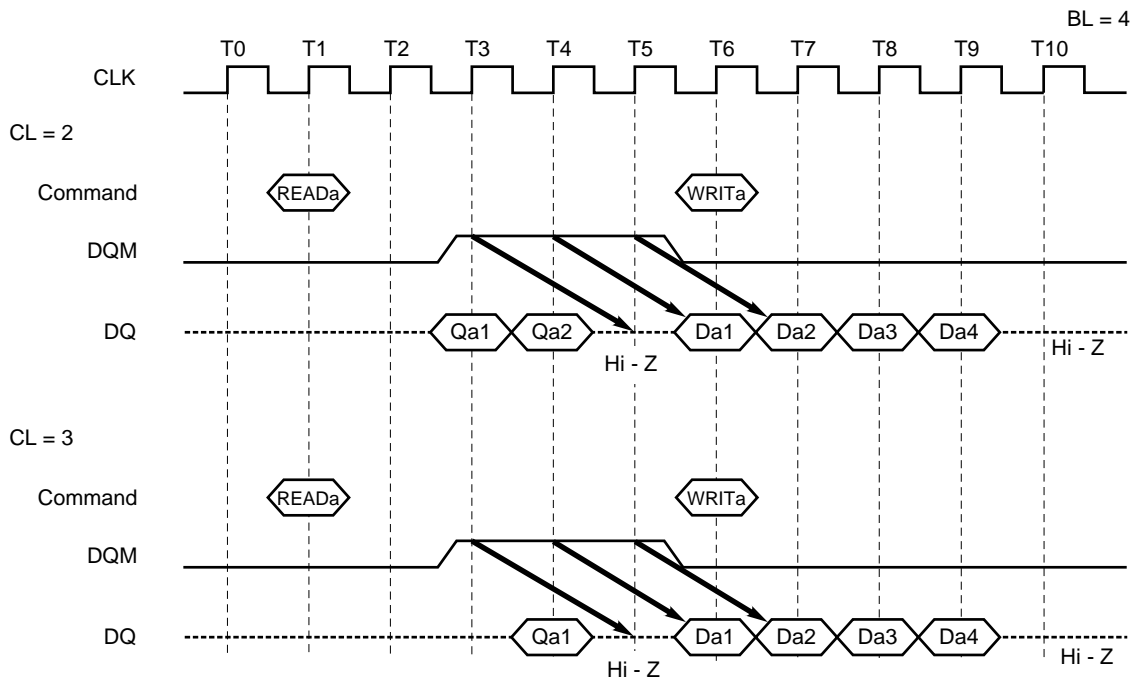 BL = 4
T0 T1 T2 T3 T4 T5 T6 T7 T8 T9 T10
CLK
CL = 2
Command READa WRITa
DQM
DQ Qa1 Qa2 Da1 Da2 Da3 Da4
Hi - Z Hi - Z
CL = 3
Command READa WRITa
DQM
DQ Qa1 Da1 Da2 Da3 Da4
Hi - Z Hi - Z